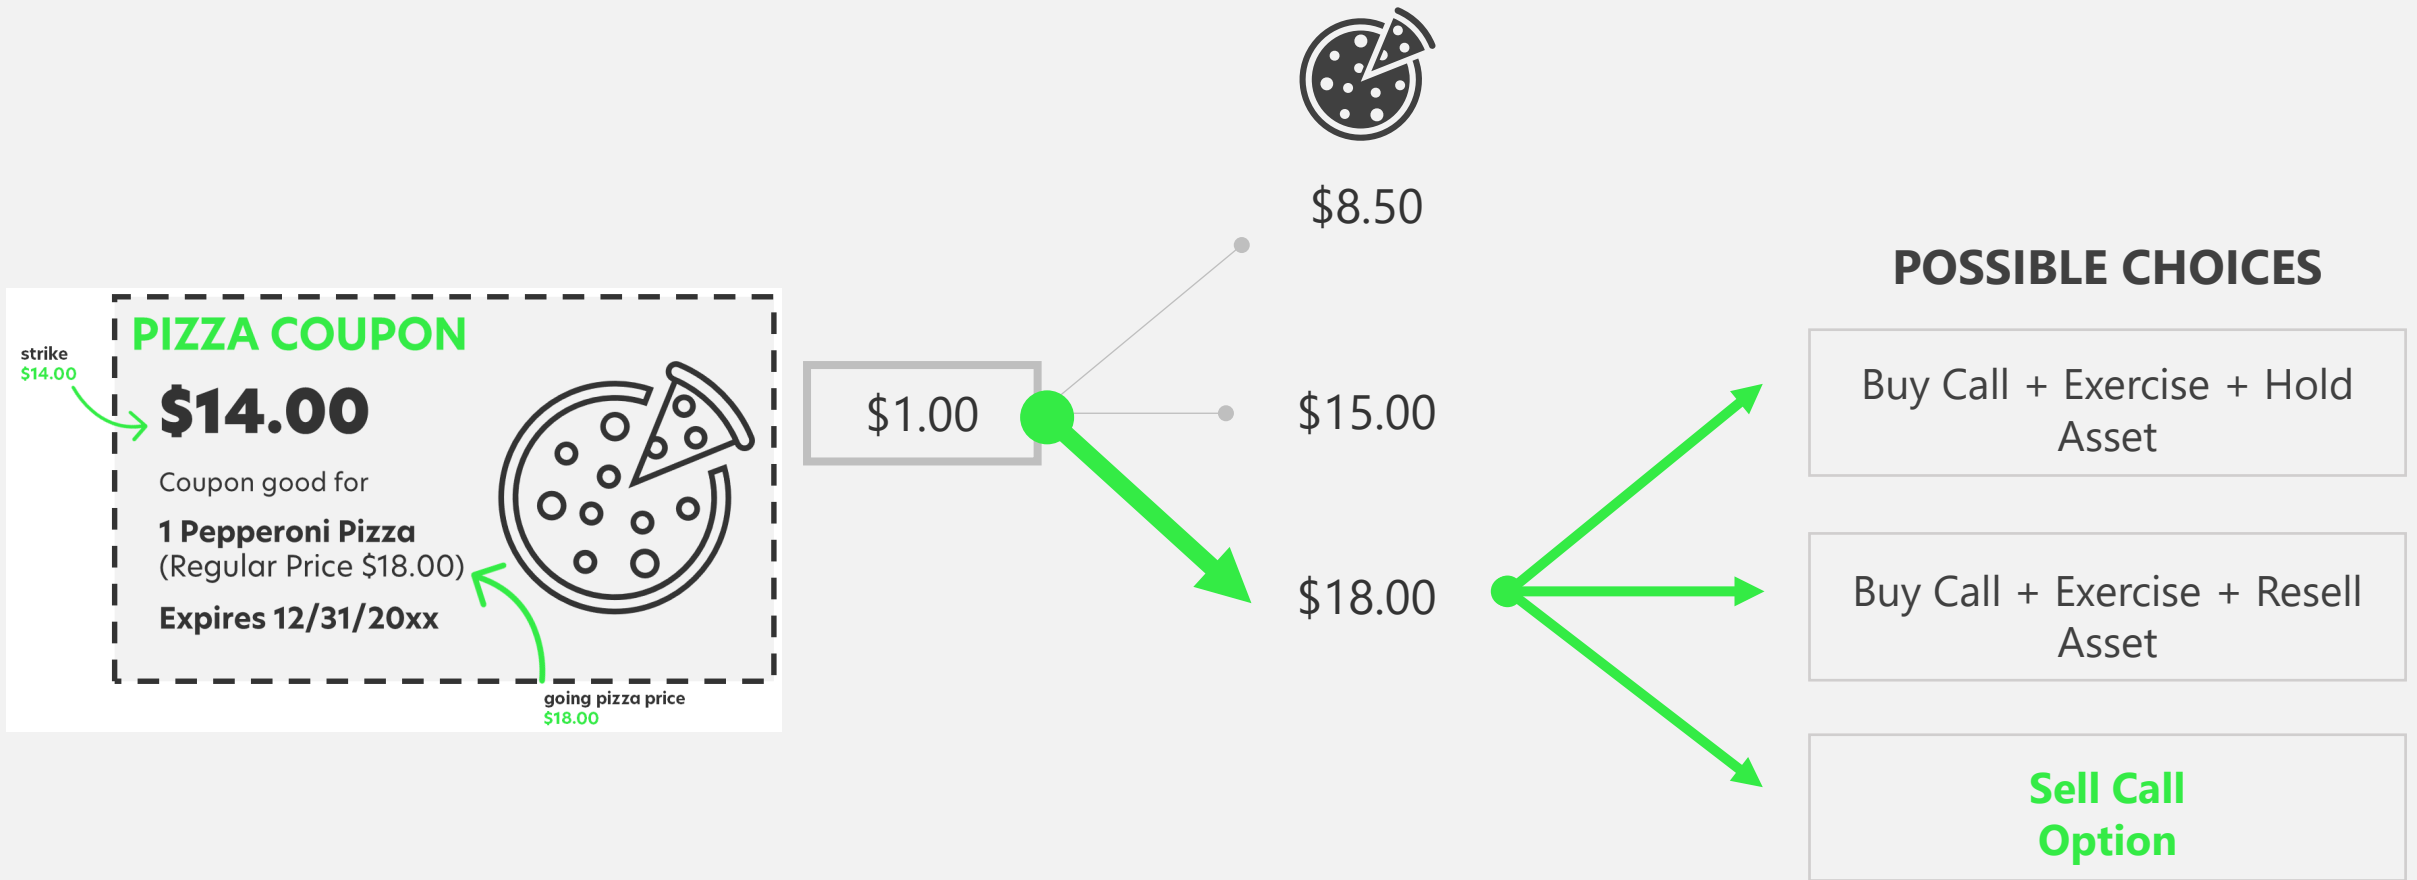 PIZZA COUPON
strike
$14.00
$14.00
Coupon good for
1 Pepperoni Pizza
(Regular Price $18.00)
Expires 12/31/20xx
going pizza price
$18.00
$1.00
$8.50
$15.00
$18.00
POSSIBLE CHOICES
Buy Call + Exercise + Hold
Asset
Buy Call + Exercise + Resell
Asset
Sell Call
Option